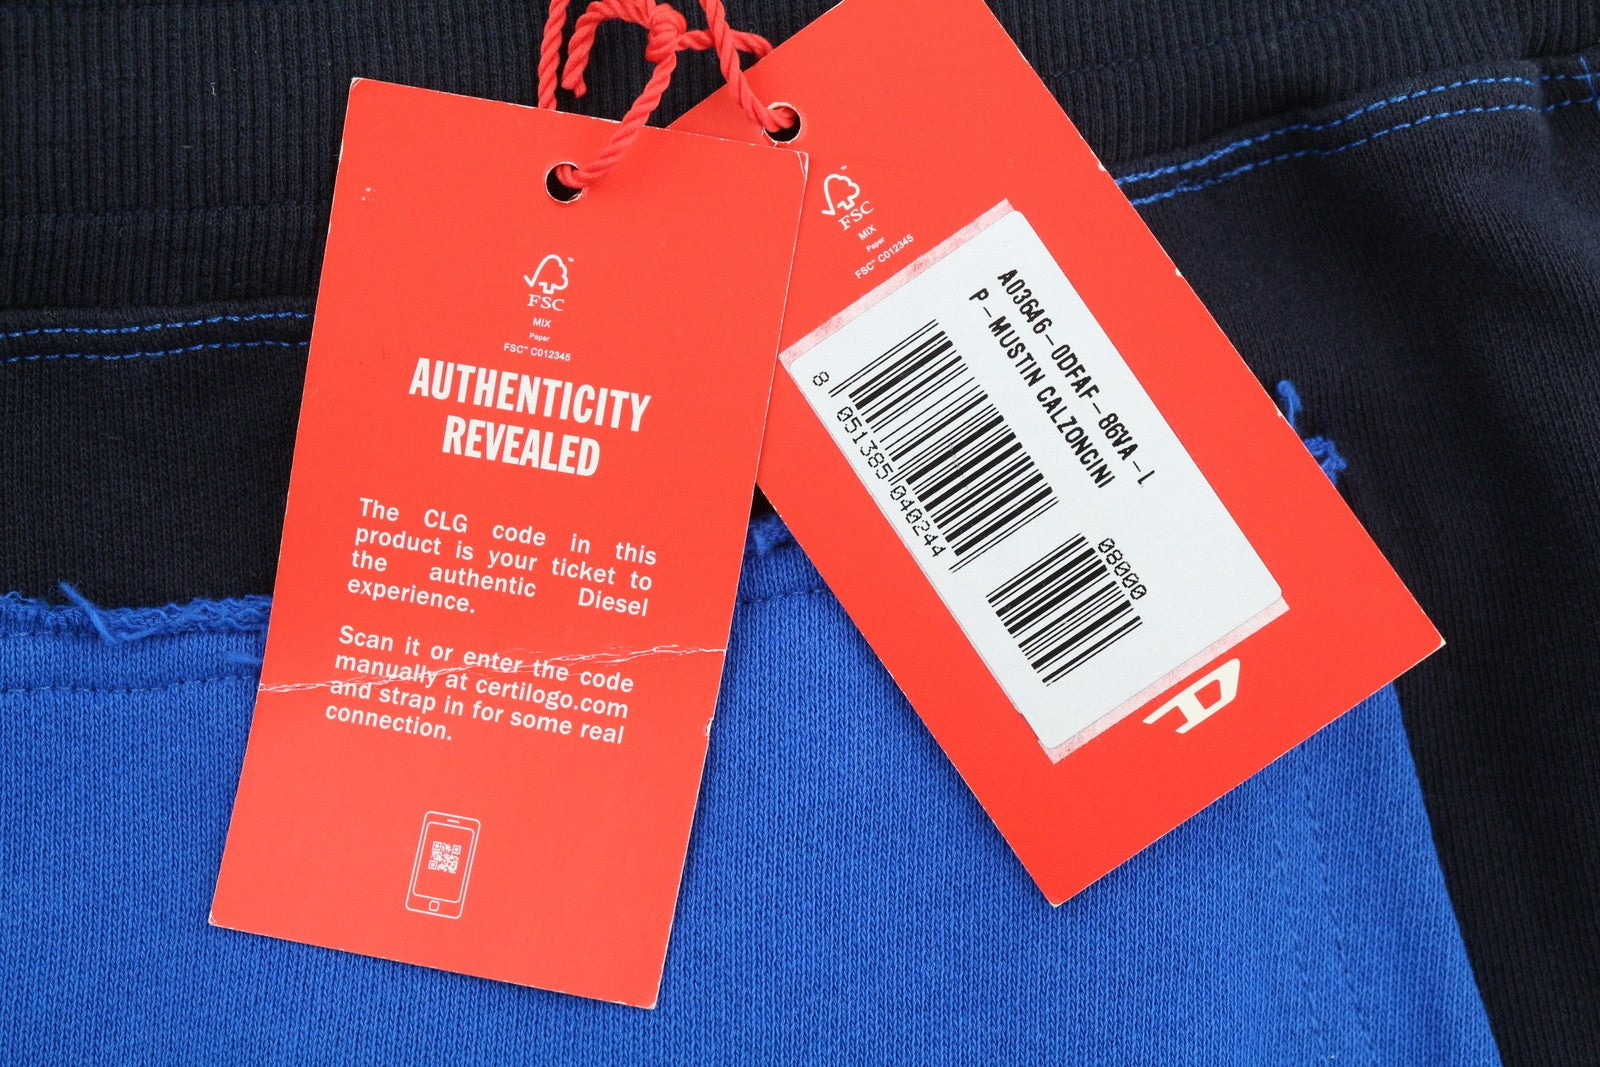 FSC
MIX
Paper
FSC™ C012345
AUTHENTICITY
REVEALED
The CLG code in this
product is your ticket to
the authentic Diesel
experience.
Scan it or enter the code
manually at certilogo.com
and strap in for some real
connection.
FSC
MIX
Paper
FSC™ C012345
A03646-0DFAF-86VA-L
P-MUSTIN CALZONCINI
8 051385 040244
08000
D